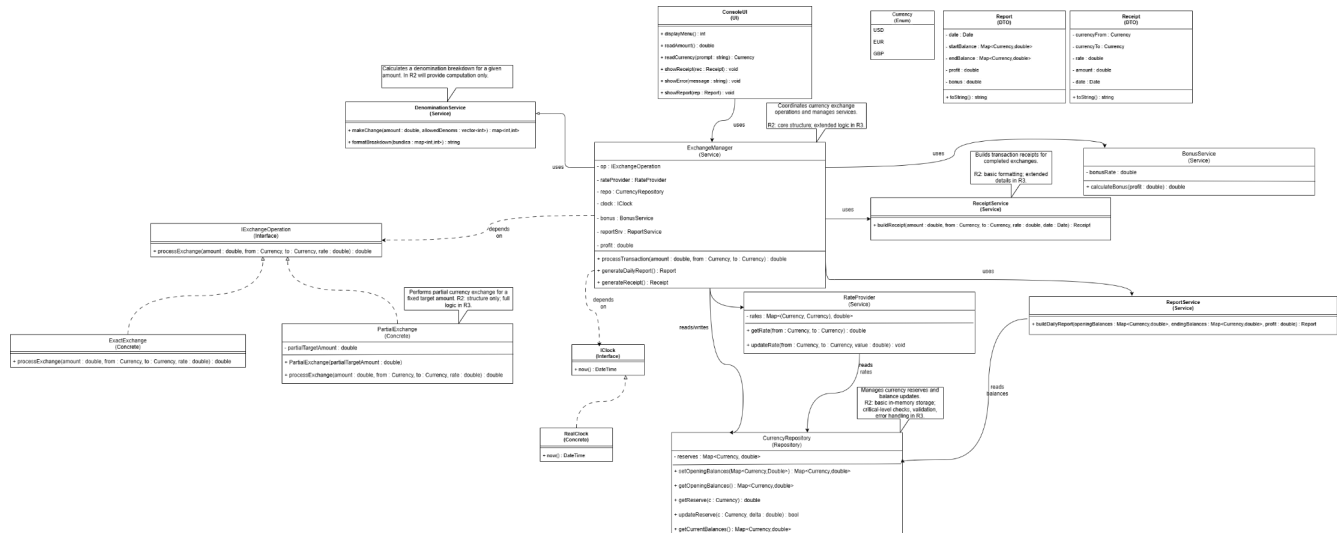 ConsoleUI
(UI)
+ displayMenu() : int
+ readAmount() : double
+ readCurrency(prompt : string) : Currency
+ showReceipt(rec : Receipt) : void
+ showError(message : string) : void
+ showReport(rep : Report) : void
Currency
(Enum)
USD
EUR
GBP
Report
(DTO)
- date : Date
- startBalance : Map<Currency,double>
- endBalance : Map<Currency,double>
- profit : double
- bonus : double
+ toString() : string
Receipt
(DTO)
- currencyFrom : Currency
- currencyTo : Currency
- rate : double
- amount : double
- date : Date
+ toString() : string
Calculates a denomination breakdown for a given
amount. In R2 will provide computation only.
DenominationService
(Service)
+ makeChange(amount : double, allowedDenoms : vector<int>) : map<int,int>
+ formatBreakdown(bundles : map<int,int>) : string
uses
uses
Coordinates currency exchange
operations and manages services.
R2: core structure; extended logic in R3.
ExchangeManager
(Service)
- op : IExchangeOperation
- rateProvider : RateProvider
- repo : CurrencyRepository
- clock : IClock
- bonus : BonusService
- reportSrv : ReportService
- profit : double
+ processTransaction(amount : double, from : Currency, to : Currency) : double
+ generateDailyReport() : Report
+ generateReceipt() : Receipt
uses
BonusService
(Service)
- bonusRate : double
+ calculateBonus(profit : double) : double
Builds transaction receipts for
completed exchanges.
R2: basic formatting; extended
details in R3.
uses
ReceiptService
(Service)
+ buildReceipt(amount : double, from : Currency, to : Currency, rate : double, date : Date) : Receipt
IExchangeOperation
(Interface)
+ processExchange(amount : double, from : Currency, to : Currency, rate : double) : double
depends
on
uses
ReportService
(Service)
+ buildDailyReport(openingBalances : Map<Currency,double>, endingBalances : Map<Currency,double>, profit : double) : Report
Performs partial currency exchange for a
fixed target amount. R2: structure only; full
logic in R3.
ExactExchange
(Concrete)
+ processExchange(amount : double, from : Currency, to : Currency, rate : double) : double
PartialExchange
(Concrete)
- partialTargetAmount : double
+ PartialExchange(partialTargetAmount : double)
+ processExchange(amount : double, from : Currency, to : Currency, rate : double) : double
depends
on
IClock
(Interface)
+ now() : DateTime
RealClock
(Concrete)
+ now() : DateTime
reads/writes
RateProvider
(Service)
- rates : Map<(Currency, Currency), double>
+ getRate(from : Currency, to : Currency) : double
+ updateRate(from : Currency, to : Currency, value : double) : void
reads
rates
reads
balances
Manages currency reserves and
balance updates.
R2: basic in-memory storage;
critical-level checks, validation,
error handling in R3.
CurrencyRepository
(Repository)
- reserves : Map<Currency, double>
+ setOpeningBalances(Map<Currency,Double>) : Map<Currency,double>
+ getOpeningBalances() : Map<Currency,double>
+ getReserve(c : Currency) : double
+ updateReserve(c : Currency, delta : double) : bool
+ getCurrentBalances() : Map<Currency,double>